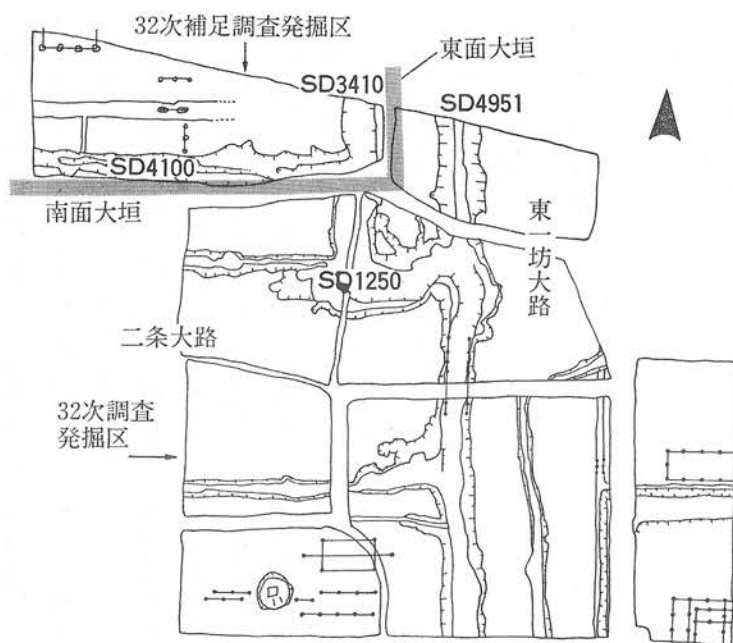 32次補足調査発掘区
東面大垣
SD3410
SD4951
SD4100
南面大垣
東一坊大路
SD1250
二条大路
32次調査
発掘区